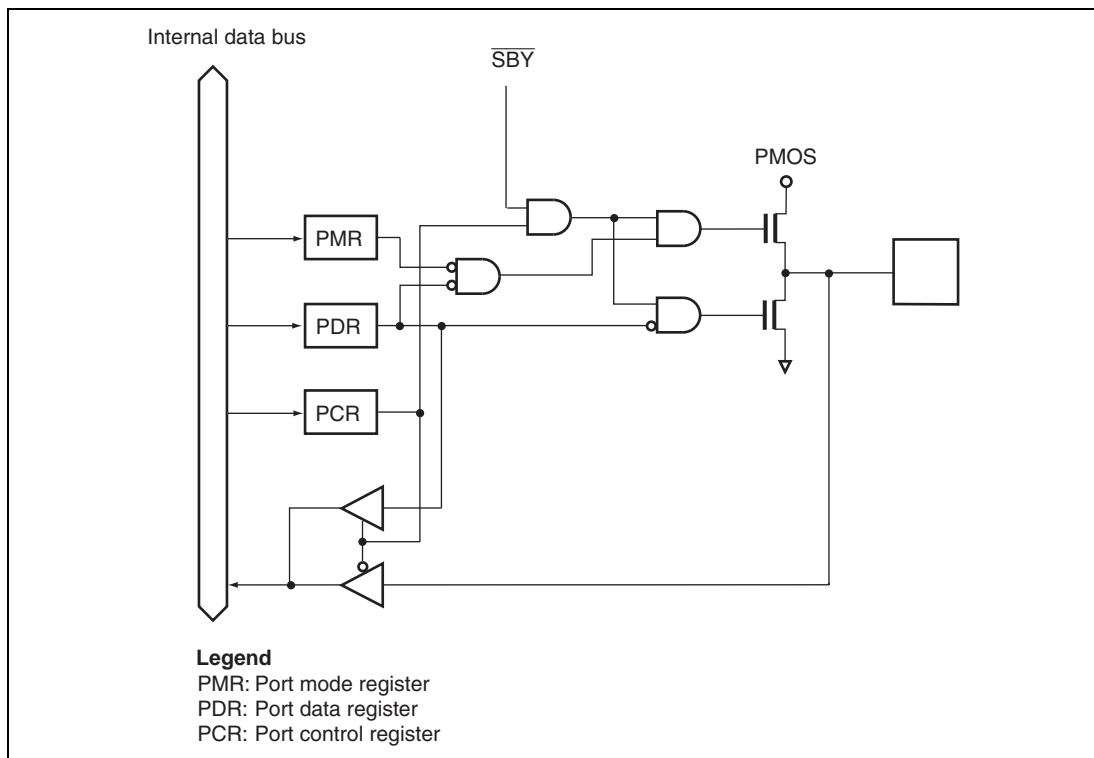 Internal data bus
S̅B̅Y̅
PMOS
PMR
PDR
PCR
Legend
PMR: Port mode register
PDR: Port data register
PCR: Port control register